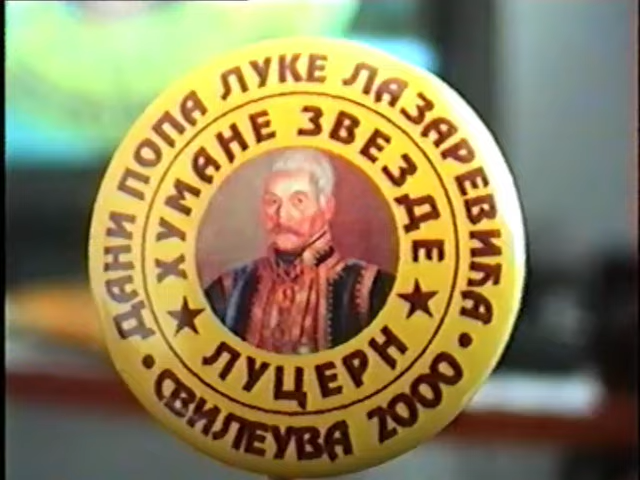 ДАНИ ПОПА ЛУКЕ ЛАЗАРЕВИЋА
• СВИЛЕУВА 2000 •
ХУМАНЕ ЗВЕЗДЕ
★ ЛУЦЕРН ★